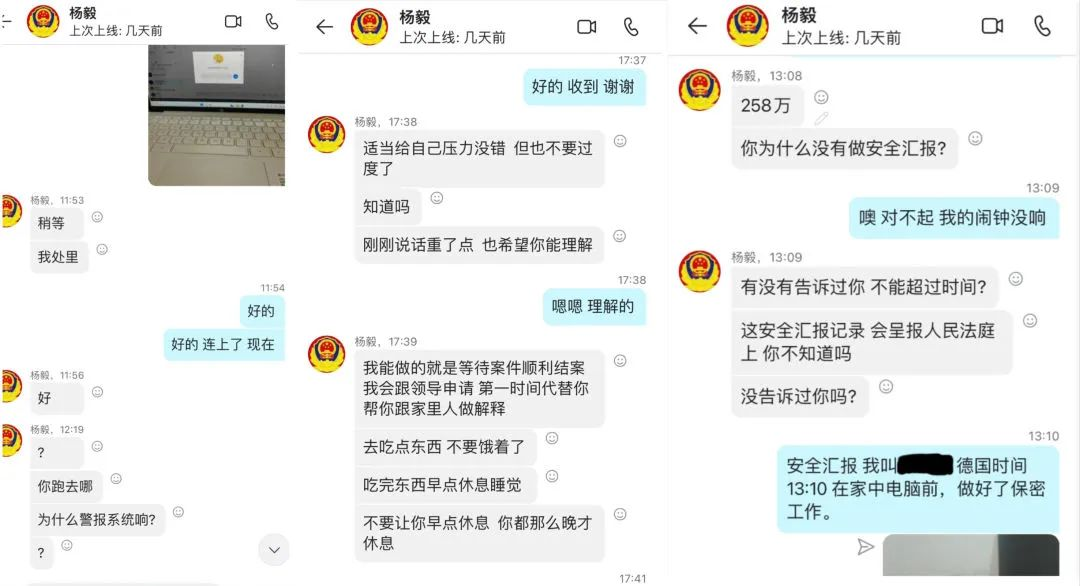 杨毅
上次上线: 几天前
杨毅，11:53
稍等
我处里
11:54
好的
好的 连上了 现在
杨毅，11:56
好
杨毅，12:19
?
你跑去哪
为什么警报系统响?
?
杨毅
上次上线: 几天前
17:37
好的 收到 谢谢
杨毅，17:38
适当给自己压力没错 但也不要过
度了
知道吗
刚刚说话重了点 也希望你能理解
17:38
嗯嗯 理解的
杨毅，17:39
我能做的就是等待案件顺利结案
我会跟领导申请 第一时间代替你
帮你跟家里人做解释
去吃点东西 不要饿着了
吃完东西早点休息睡觉
不要让你早点休息 你都那么晚才
休息
17:41
杨毅
上次上线: 几天前
杨毅，13:08
258万
你为什么没有做安全汇报?
13:09
噢 对不起 我的闹钟没响
杨毅，13:09
有没有告诉过你 不能超过时间?
这安全汇报记录 会呈报人民法庭
上 你不知道吗
没告诉过你吗?
13:10
安全汇报 我叫 德国时间
13:10 在家中电脑前，做好了保密
工作。